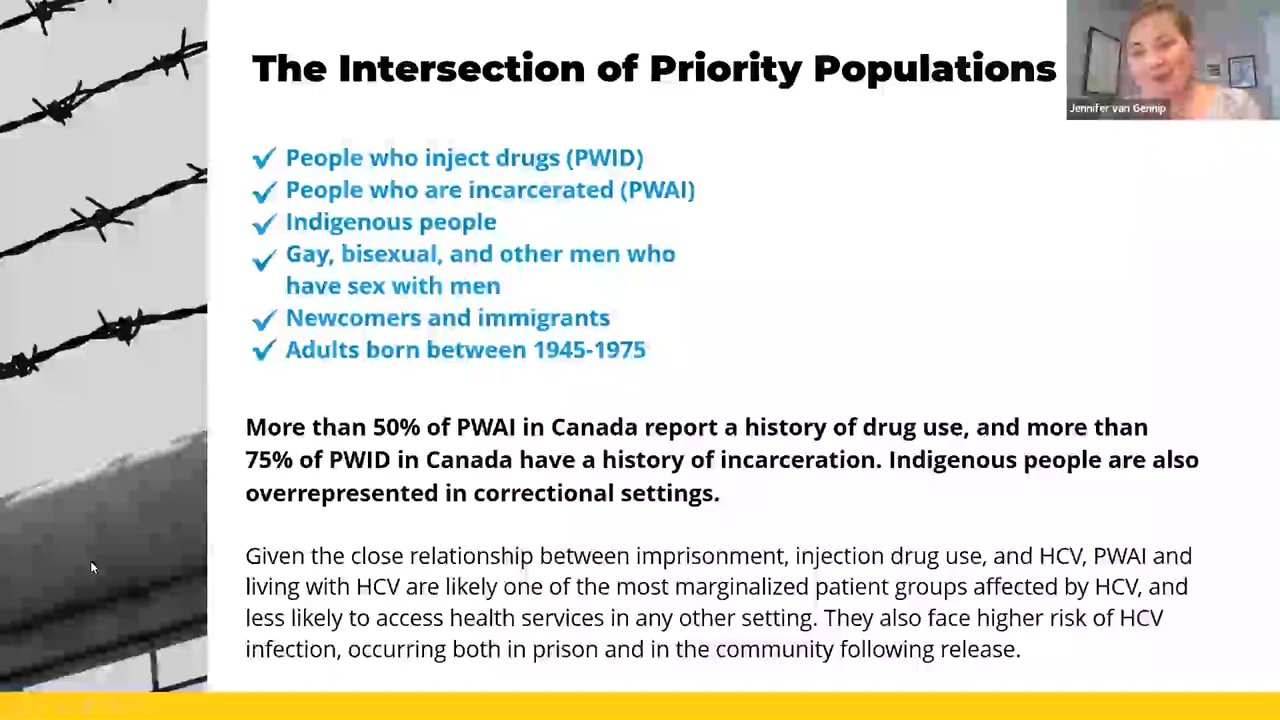 The Intersection of Priority Populations
Jennifer van Gennip
People who inject drugs (PWID)
People who are incarcerated (PWAI)
Indigenous people
Gay, bisexual, and other men who
have sex with men
Newcomers and immigrants
Adults born between 1945-1975
More than 50% of PWAI in Canada report a history of drug use, and more than
75% of PWID in Canada have a history of incarceration. Indigenous people are also
overrepresented in correctional settings.
Given the close relationship between imprisonment, injection drug use, and HCV, PWAI and
living with HCV are likely one of the most marginalized patient groups affected by HCV, and
less likely to access health services in any other setting. They also face higher risk of HCV
infection, occurring both in prison and in the community following release.